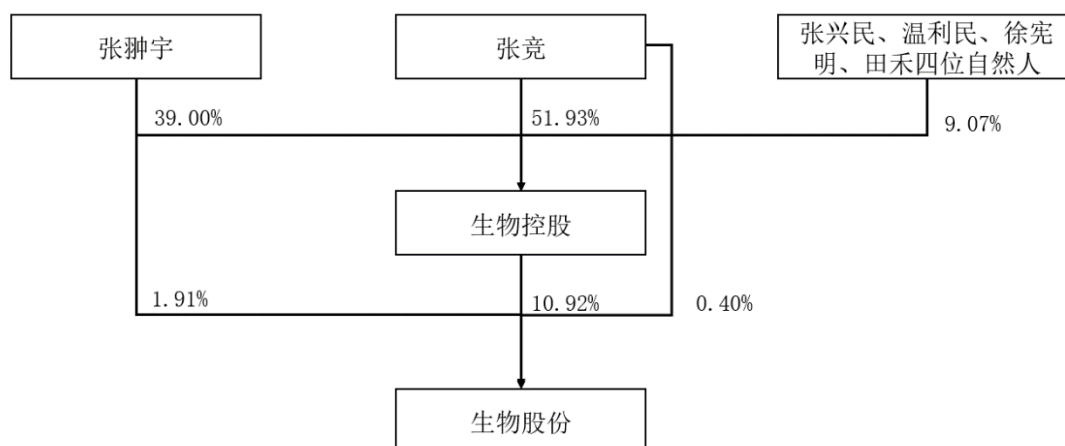 张翀宇
张竞
张兴民、温利民、徐宪
明、田禾四位自然人
39.00%
51.93%
9.07%
生物控股
1.91%
10.92%
0.40%
生物股份